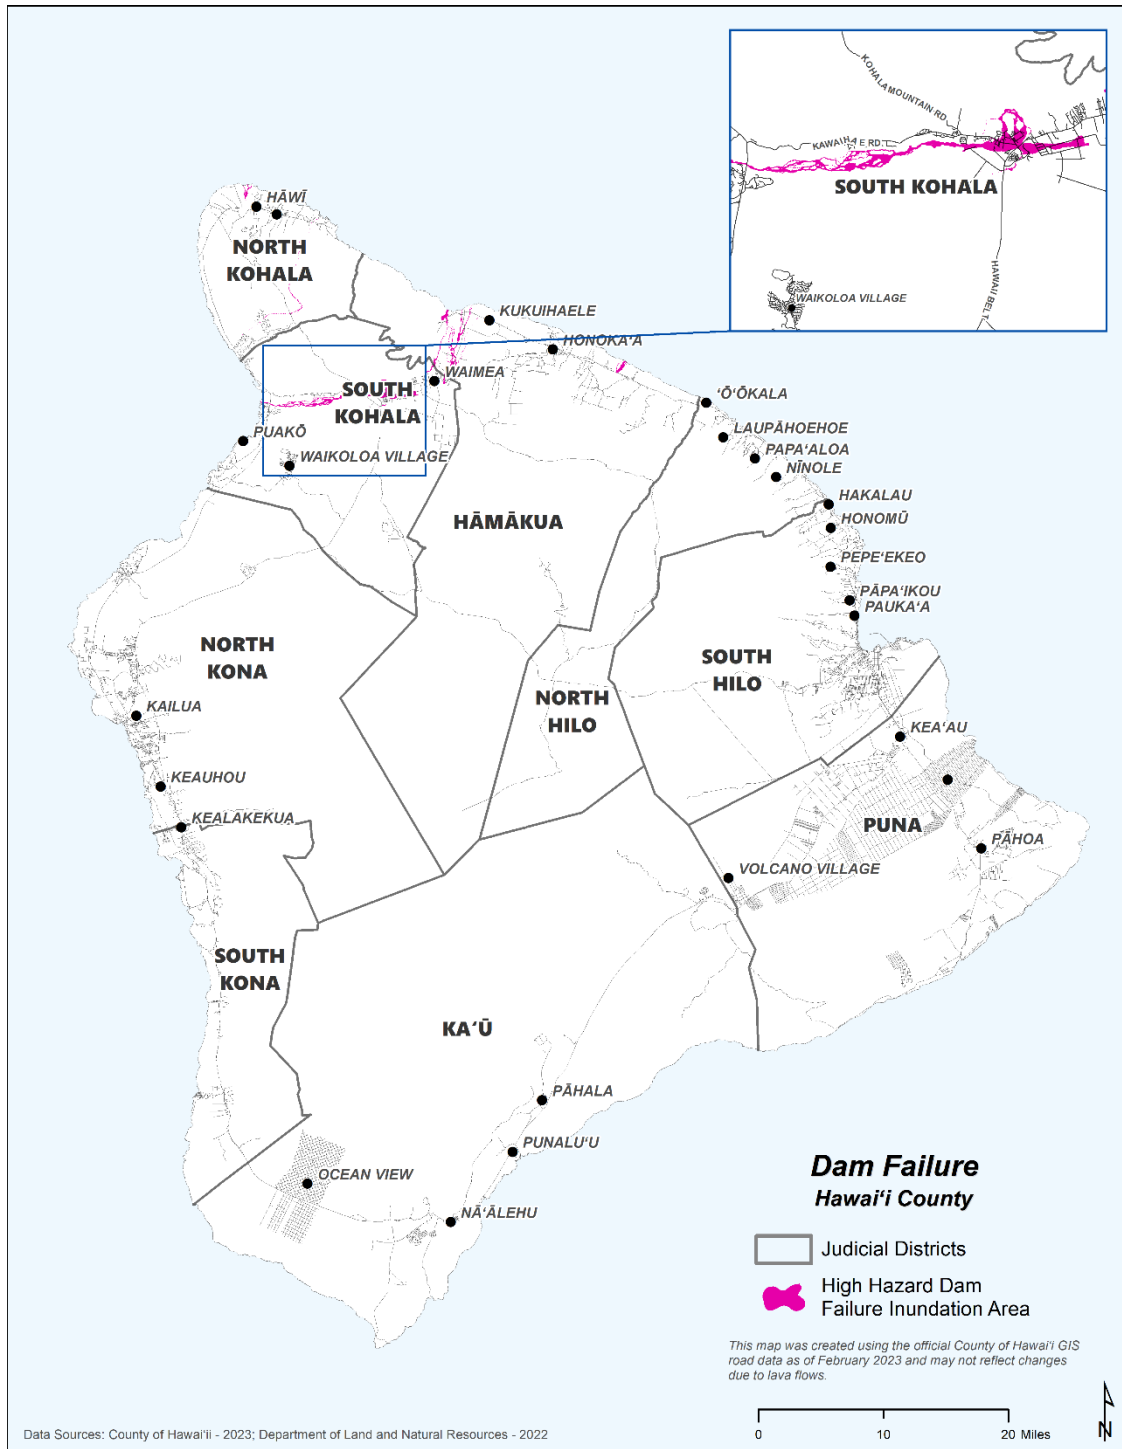 KOHALA MOUNTAIN RD
KAWAIHAE RD.
SOUTH KOHALA
HAWAII BELT
WAIKOLOA VILLAGE
HĀWĪ
NORTH
KOHALA
KUKUIHAELE
HONOKAʻA
WAIMEA
SOUTH
KOHALA
ʻŌʻŌKALA
PUAKŌ
LAUPĀHOEHOE
WAIKOLOA VILLAGE
PAPAʻALOA
NĪNOLE
HAKALAU
HĀMĀKUA
HONOMŪ
PEPEʻEKEO
PĀPAʻIKOU
PAUKAʻA
NORTH
KONA
SOUTH
HILO
NORTH
HILO
KAILUA
KEAʻAU
KEAUHOU
KEALAKEKUA
PUNA
PĀHOA
VOLCANO VILLAGE
SOUTH
KONA
KAʻŪ
PĀHALA
PUNALUʻU
OCEAN VIEW
NĀʻĀLEHU
Dam Failure
Hawaiʻi County
Judicial Districts
High Hazard Dam
Failure Inundation Area
This map was created using the official County of Hawaiʻi GIS
road data as of February 2023 and may not reflect changes
due to lava flows.
0 10 20 Miles
N
Data Sources: County of Hawaiʻii - 2023; Department of Land and Natural Resources - 2022